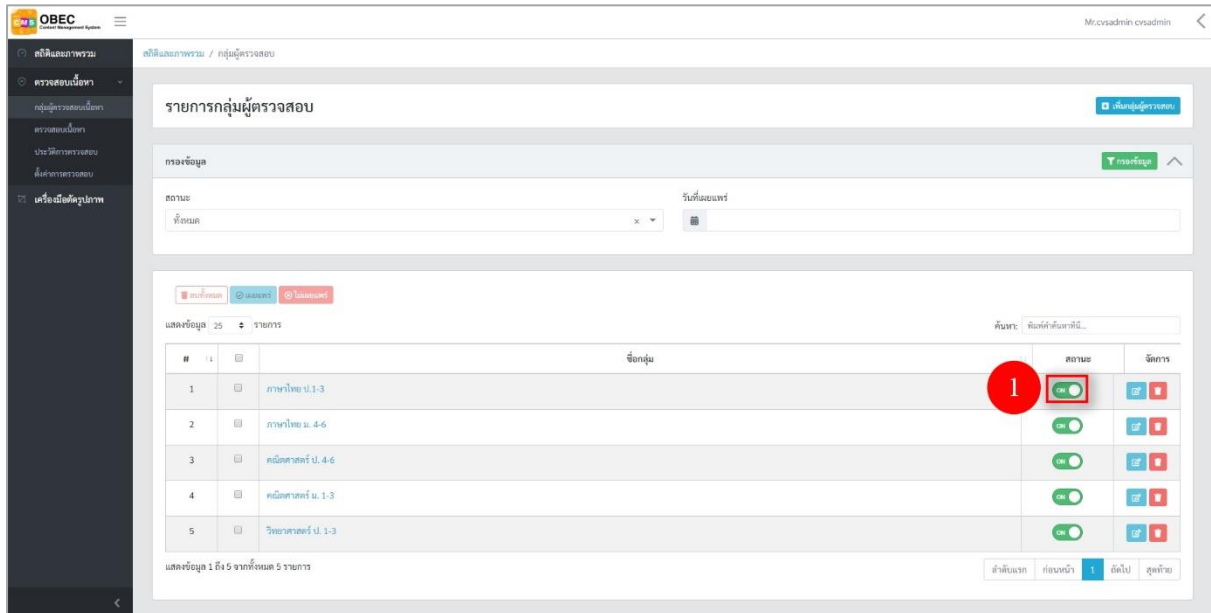 CMS OBEC
Content Management System
Mr.cvsadmin cvsadmin
สถิติและภาพรวม
ตรวจสอบเนื้อหา
กลุ่มผู้ตรวจสอบเนื้อหา
ตรวจสอบเนื้อหา
ประวัติการตรวจสอบ
ตั้งค่าการตรวจสอบ
เครื่องมือตัดรูปภาพ
สถิติและภาพรวม / กลุ่มผู้ตรวจสอบ
รายการกลุ่มผู้ตรวจสอบ
เพิ่มกลุ่มผู้ตรวจสอบ
กรองข้อมูล
กรองข้อมูล
สถานะ
วันที่เผยแพร่
ทั้งหมด x
ลบทั้งหมด เผยแพร่ ไม่เผยแพร่
แสดงข้อมูล 25 รายการ
ค้นหา: พิมพ์คำค้นหาที่นี่...
# ชื่อกลุ่ม สถานะ จัดการ
1 ภาษาไทย ป.1-3 1 ON
2 ภาษาไทย ม. 4-6 ON
3 คณิตศาสตร์ ป. 4-6 ON
4 คณิตศาสตร์ ม. 1-3 ON
5 วิทยาศาสตร์ ป. 1-3 ON
แสดงข้อมูล 1 ถึง 5 จากทั้งหมด 5 รายการ
ลำดับแรก ก่อนหน้า 1 ถัดไป สุดท้าย